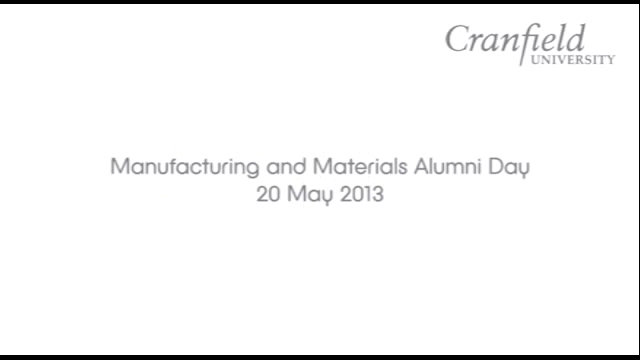 Cranfield
UNIVERSITY
Manufacturing and Materials Alumni Day
20 May 2013